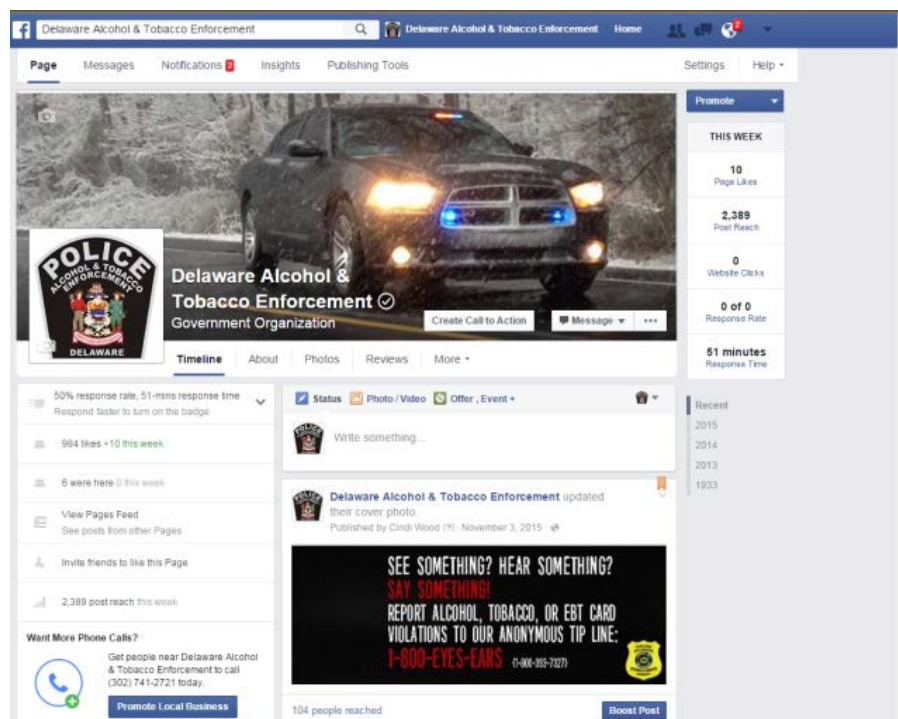 Delaware Alcohol & Tobacco Enforcement
Delaware Alcohol & Tobacco Enforcement Home 2
Page Messages Notifications 2 Insights Publishing Tools Settings Help
Promote
THIS WEEK
10
Page Likes
2,389
Post Reach
0
Website Clicks
0 of 0
Response Rate
51 minutes
Response Time
POLICE
ALCOHOL & TOBACCO
ENFORCEMENT
DELAWARE
Delaware Alcohol &
Tobacco Enforcement
Government Organization
Create Call to Action Message
Timeline About Photos Reviews More
50% response rate, 51-mins response time
Respond faster to turn on the badge
984 likes +10 this week
6 were here 0 this week
View Pages Feed
See posts from other Pages
Invite friends to like this Page
2,389 post reach this week
Want More Phone Calls?
Get people near Delaware Alcohol
& Tobacco Enforcement to call
(302) 741-2721 today.
Promote Local Business
Status Photo / Video Offer , Event +
Write something...
Delaware Alcohol & Tobacco Enforcement updated
their cover photo.
Published by Cindi Wood [?] · November 3, 2015 ·
SEE SOMETHING? HEAR SOMETHING?
SAY SOMETHING!
REPORT ALCOHOL, TOBACCO, OR EBT CARD
VIOLATIONS TO OUR ANONYMOUS TIP LINE:
1-800-EYES-EARS (1-800-393-7327)
104 people reached
Boost Post
Recent
2015
2014
2013
1933